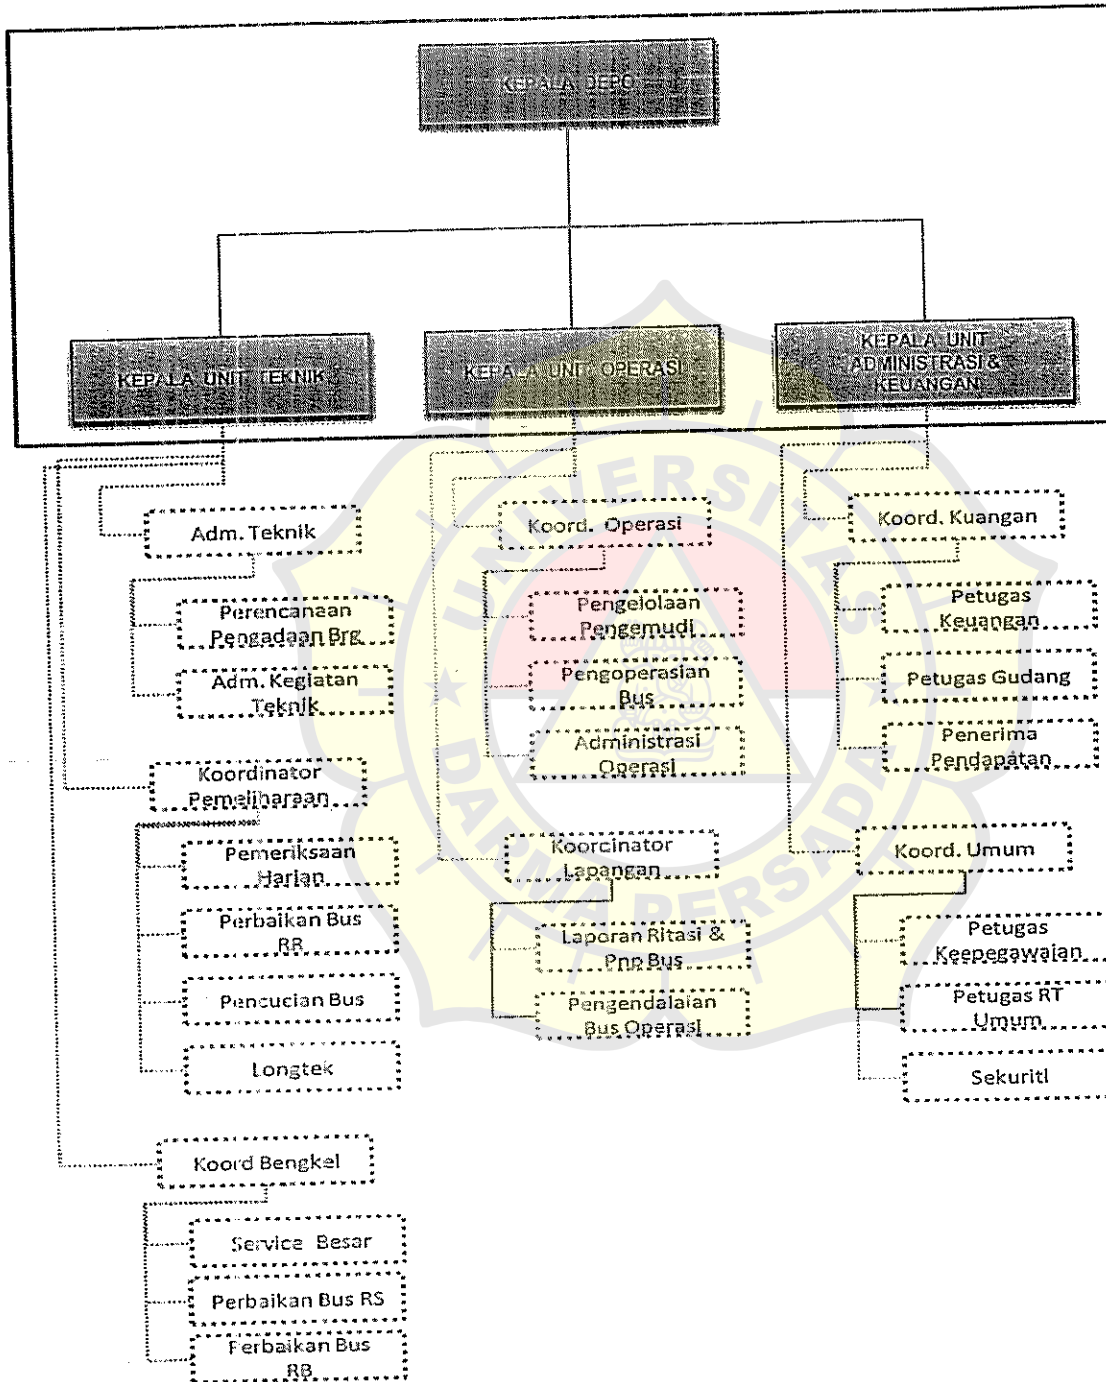 KEPALA DEPO
KEPALA UNIT TEKNIK
KEPALA UNIT OPERASI
KEPALA UNIT
ADMINISTRASI &
KEUANGAN
Adm. Teknik
Perencanaan
Pengadaan Brg
Adm. Kegiatan
Teknik
Koordinator
Pemeliharaan
Pemeriksaan
Harian
Perbaikan Bus
RR
Pencucian Bus
Longtek
Koord Bengkel
Service Besar
Perbaikan Bus RS
Perbaikan Bus
RB
Koord. Operasi
Pengelolaan
Pengemudi
Pengoperasian
Bus
Administrasi
Operasi
Koordinator
Lapangan
Laporan Ritasi &
Pnp Bus
Pengendalaian
Bus Operasi
Koord. Kuangan
Petugas
Keuangan
Petugas Gudang
Penerima
Pendapatan
Koord. Umum
Petugas
Keepegawaian
Petugas RT
Umum
Sekuriti
UNIVERSITAS
DARMA PERSADA